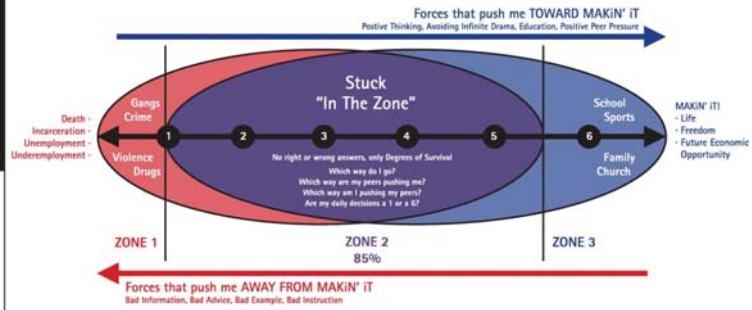 Forces that push me TOWARD MAKiN' iT
Postive Thinking, Avoiding Infinite Drama, Education, Positive Peer Pressure
Stuck
"In The Zone"
Gangs
Crime
School
Sports
Death ·
Incarceration ·
Unemployment ·
Underemployment ·
MAKiN' iT!
· Life
· Freedom
· Future Economic
Opportunity
1 2 3 4 5 6
Violence
Drugs
Family
Church
No right or wrong answers, only Degrees of Survival
Which way do I go?
Which way are my peers pushing me?
Which way am I pushing my peers?
Are my daily decisions a 1 or a 6?
ZONE 1 ZONE 2 ZONE 3
85%
Forces that push me AWAY FROM MAKiN' iT
Bad Information, Bad Advice, Bad Example, Bad Instruction